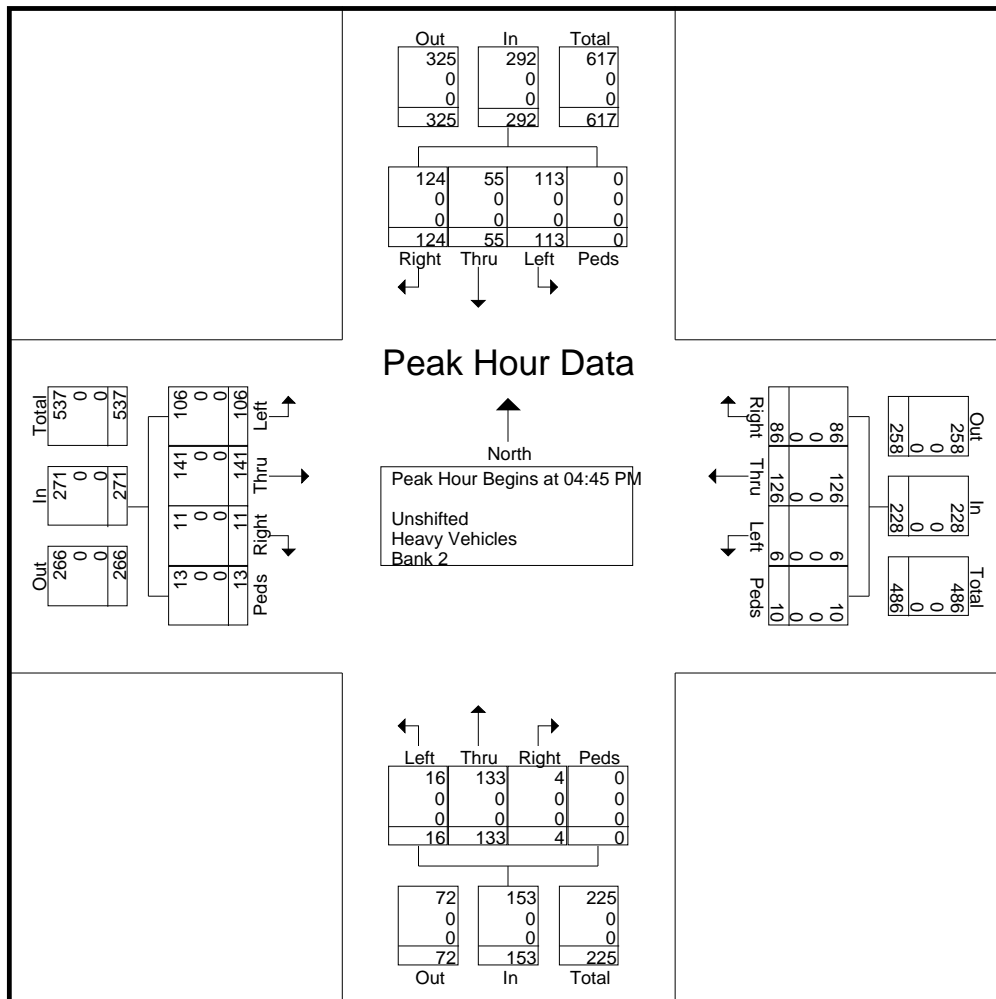 Out In Total
325 292 617
0 0 0
0 0 0
325 292 617
124 55 113 0
0 0 0 0
0 0 0 0
124 55 113 0
Right Thru Left Peds
Peak Hour Data
North
Peak Hour Begins at 04:45 PM
Unshifted
Heavy Vehicles
Bank 2
Total
537 0 0 537
In
271 0 0 271
Out
266 0 0 266
106 0 0 106
Left
141 0 0 141
Thru
11 0 0 11
Right
13 0 0 13
Peds
Right
86 0 0 86
Thru
126 0 0 126
Left
6 0 0 6
Peds
10 0 0 10
Out
258 0 0 258
In
228 0 0 228
Total
486 0 0 486
Left Thru Right Peds
16 133 4 0
0 0 0 0
0 0 0 0
16 133 4 0
72 153 225
0 0 0
0 0 0
72 153 225
Out In Total